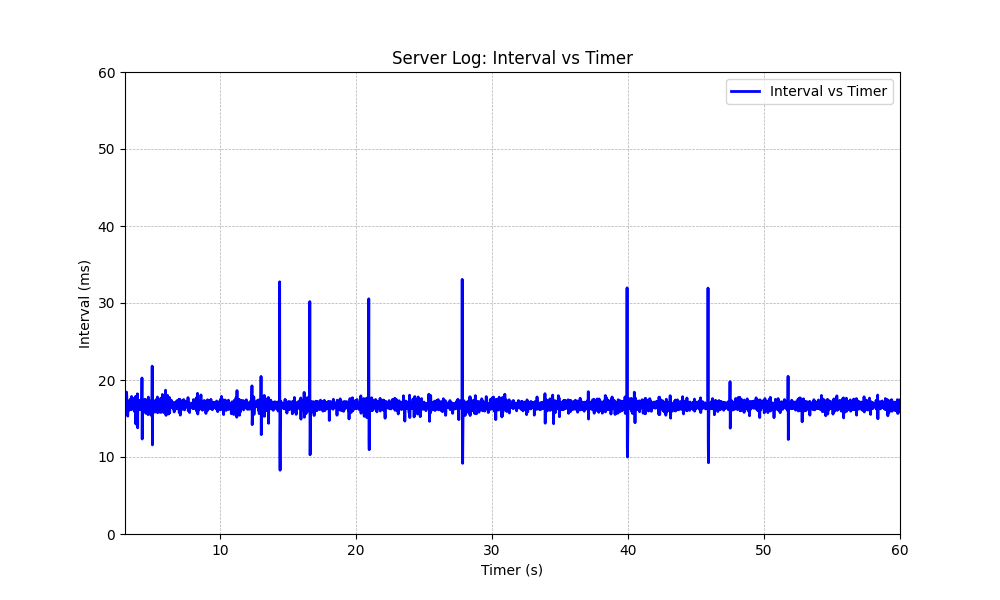 Server Log: Interval vs Timer
Interval vs Timer
60
50
40
30
20
10
0
Interval (ms)
10 20 30 40 50 60
Timer (s)